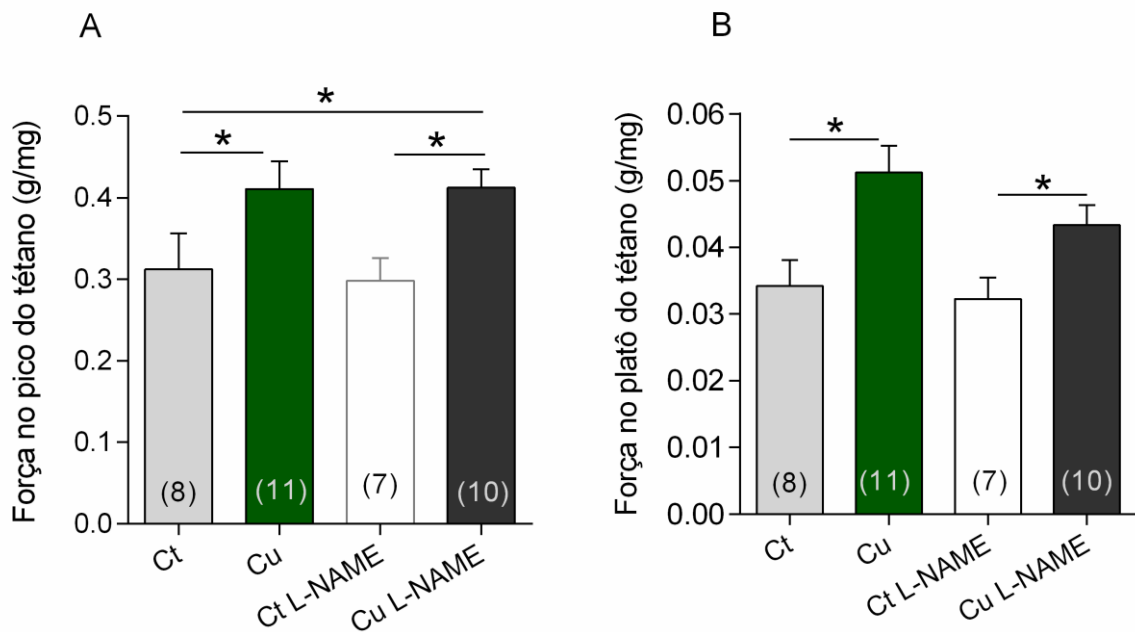 A
Força no pico do tétano (g/mg)
0.5
0.4
0.3
0.2
0.1
0.0
*
*
*
(8)
(11)
(7)
(10)
Ct
Cu
Ct L-NAME
Cu L-NAME
B
Força no platô do tétano (g/mg)
0.06
0.05
0.04
0.03
0.02
0.01
0.00
*
*
(8)
(11)
(7)
(10)
Ct
Cu
Ct L-NAME
Cu L-NAME